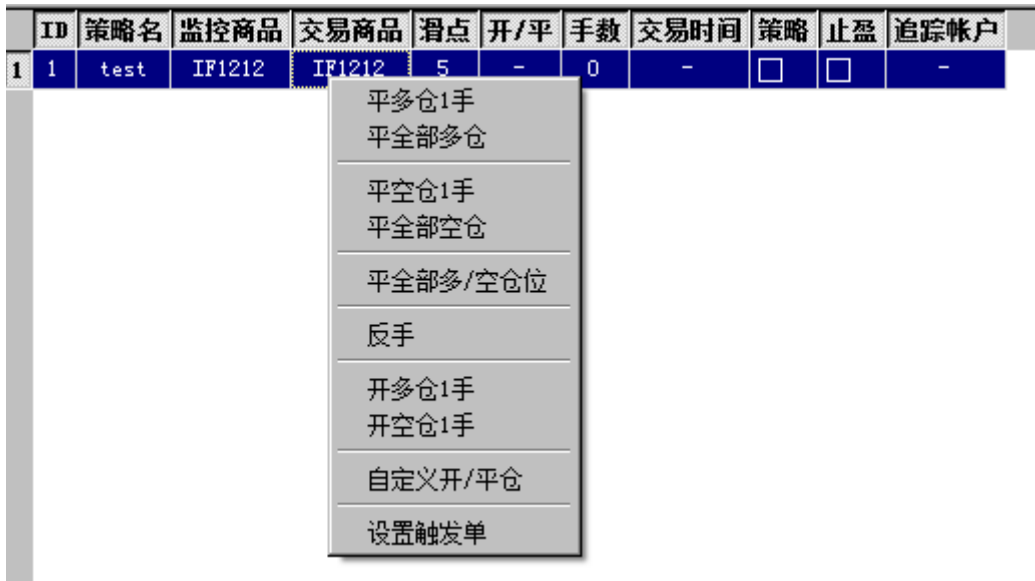 ID 策略名 监控商品 交易商品 滑点 开/平 手数 交易时间 策略 止盈 追踪帐户
1 1 test IF1212 IF1212 5 - 0 - -
平多仓1手
平全部多仓
平空仓1手
平全部空仓
平全部多/空仓位
反手
开多仓1手
开空仓1手
自定义开/平仓
设置触发单